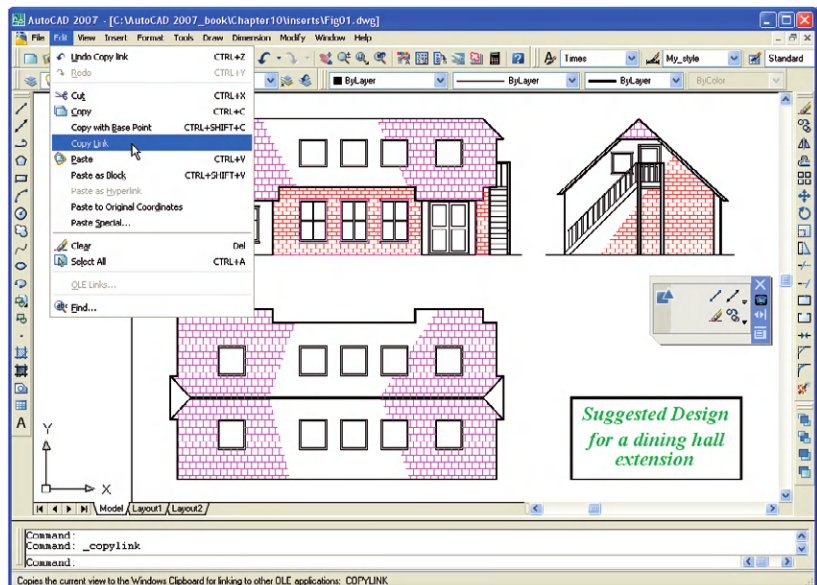 AutoCAD 2007 - [C:\AutoCAD 2007_book\Chapter10\inserts\Fig01.dwg]
File Edit View Insert Format Tools Draw Dimension Modify Window Help
Times My_style Standard
ByLayer ByLayer ByLayer ByColor
Undo Copy link CTRL+Z
Redo CTRL+Y
Cut CTRL+X
Copy CTRL+C
Copy with Base Point CTRL+SHIFT+C
Copy Link
Paste CTRL+V
Paste as Block CTRL+SHIFT+V
Paste as Hyperlink
Paste to Original Coordinates
Paste Special...
Clear Del
Select All CTRL+A
OLE Links...
Find...
Suggested Design
for a dining hall
extension
A
Y
X
Model Layout1 Layout2
Command:
Command: _copylink
Command:
Copies the current view to the Windows Clipboard for linking to other OLE applications: COPYLINK